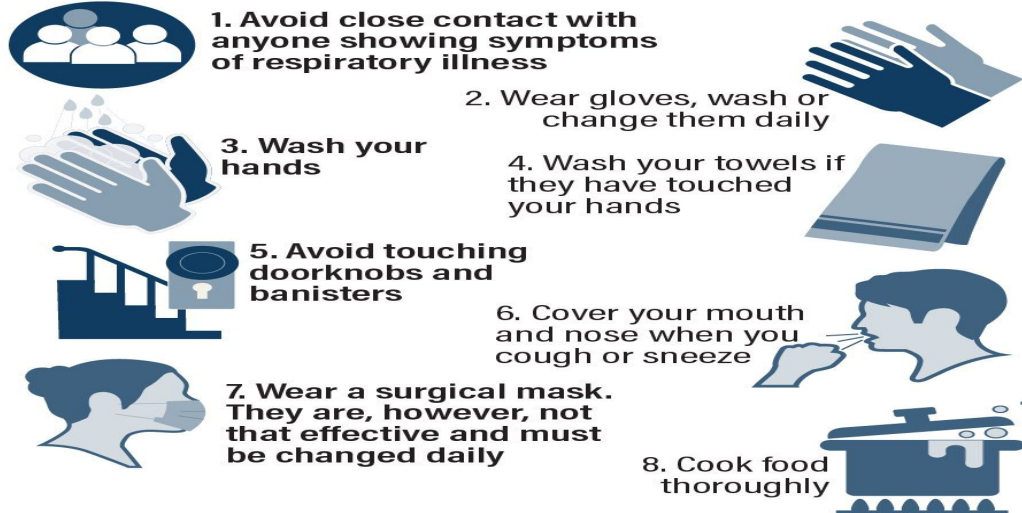 1. Avoid close contact with
anyone showing symptoms
of respiratory illness
2. Wear gloves, wash or
change them daily
3. Wash your
hands
4. Wash your towels if
they have touched
your hands
5. Avoid touching
doorknobs and
banisters
6. Cover your mouth
and nose when you
cough or sneeze
7. Wear a surgical mask.
They are, however, not
that effective and must
be changed daily
8. Cook food
thoroughly